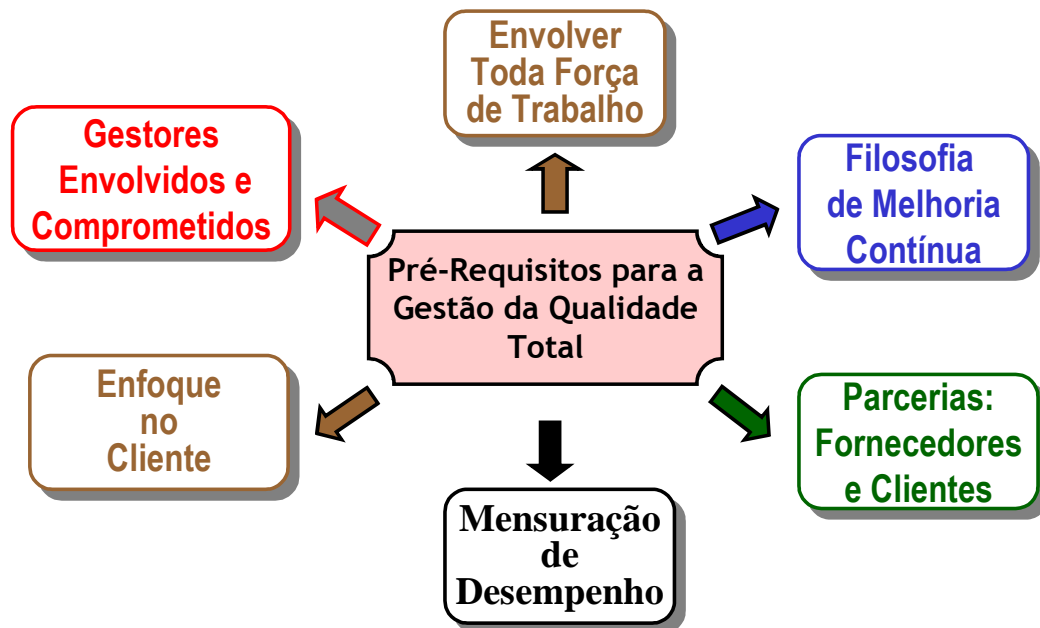 Envolver
Toda Força
de Trabalho
Gestores
Envolvidos e
Comprometidos
Filosofia
de Melhoria
Contínua
Pré-Requisitos para a
Gestão da Qualidade
Total
Enfoque
no
Cliente
Parcerias:
Fornecedores
e Clientes
Mensuração
de
Desempenho